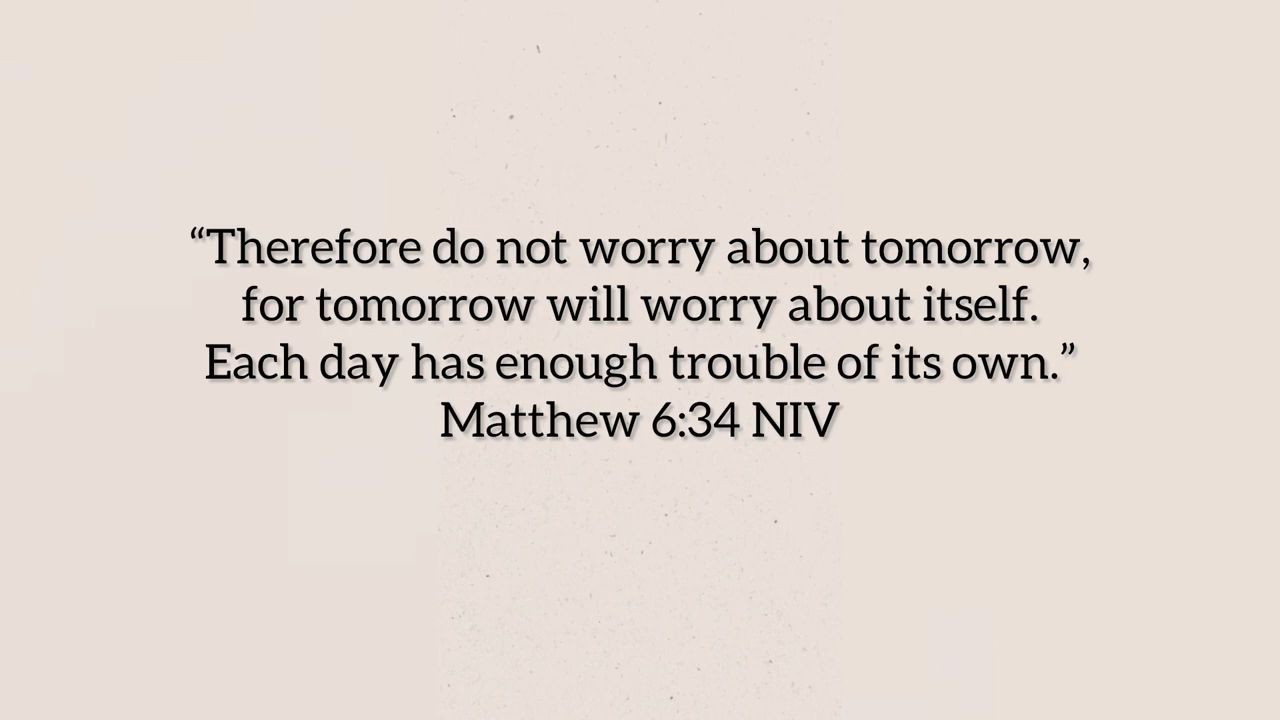 “Therefore do not worry about tomorrow,
for tomorrow will worry about itself.
Each day has enough trouble of its own.”
Matthew 6:34 NIV